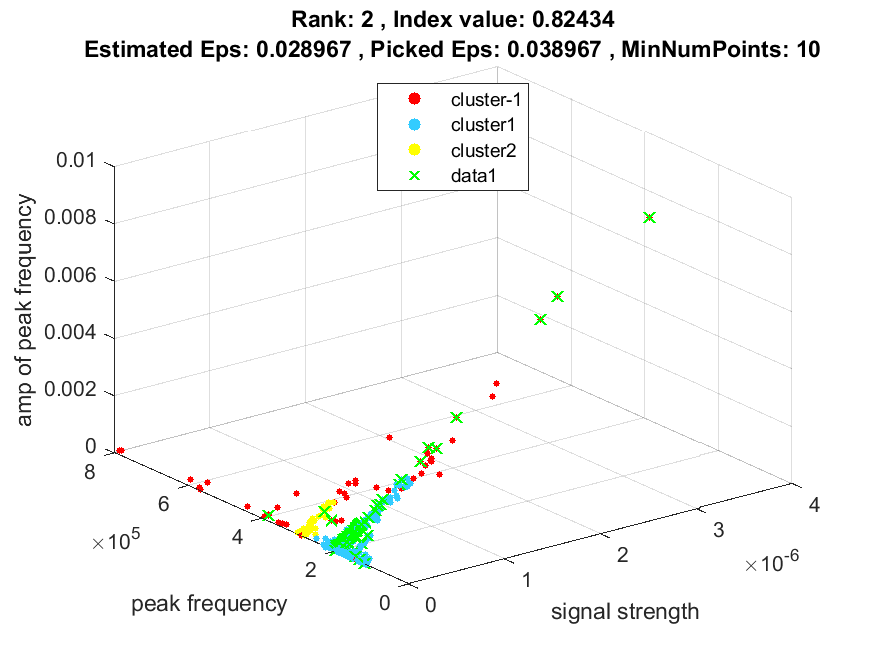 Rank: 2 , Index value: 0.82434
Estimated Eps: 0.028967 , Picked Eps: 0.038967 , MinNumPoints: 10
cluster-1
cluster1
cluster2
data1
0.01
0.008
0.006
0.004
0.002
0
amp of peak frequency
8
6
4
2
0
×10^5
peak frequency
0
1
2
3
4
×10^-6
signal strength